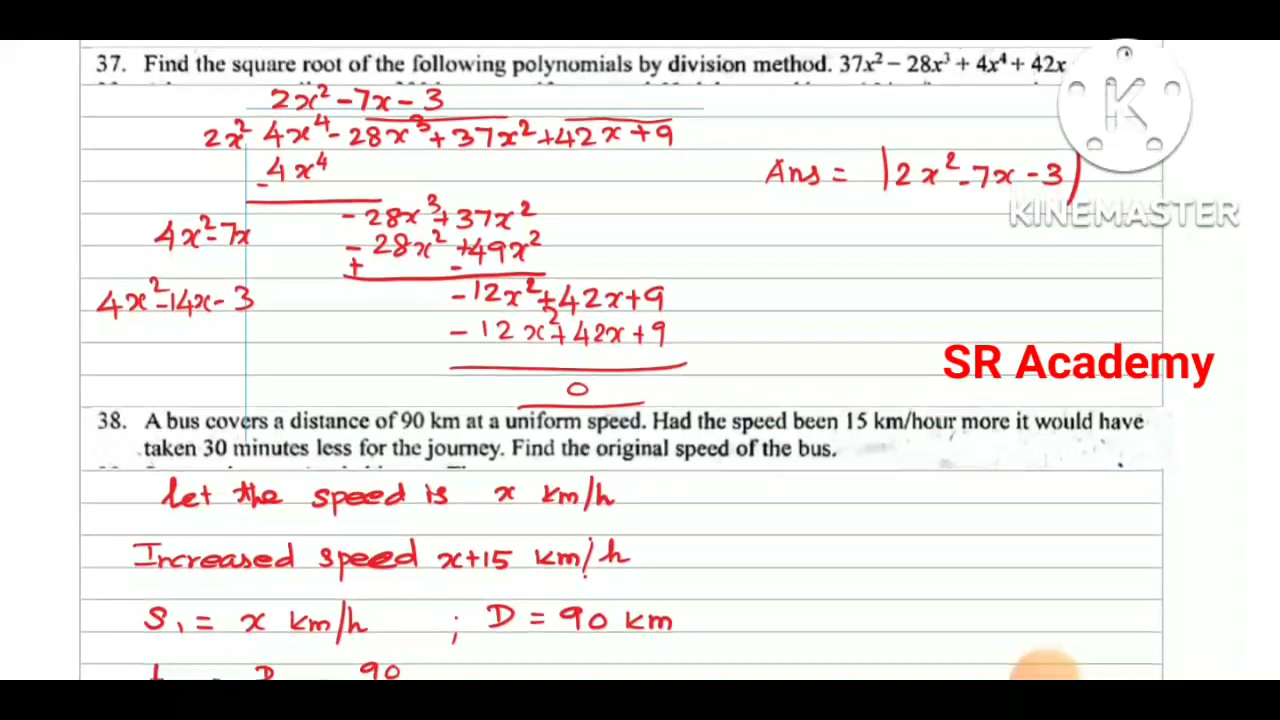 37. Find the square root of the following polynomials by division method. 37x² – 28x³ + 4x⁴ + 42x
2x² - 7x - 3
2x² 4x⁴ - 28x³ + 37x² + 42x + 9
- 4x⁴
Ans = |2x² - 7x - 3|
KINEMASTER
- 28x³ + 37x²
4x² - 7x - 28x² + 49x²
+ -
4x² - 14x - 3 - 12x² + 42x + 9
- 12x² + 42x + 9
SR Academy
0
38. A bus covers a distance of 90 km at a uniform speed. Had the speed been 15 km/hour more it would have
taken 30 minutes less for the journey. Find the original speed of the bus.
let the speed is x km/h
Increased speed x+15 km/h
S₁ = x km/h ; D = 90 km
90